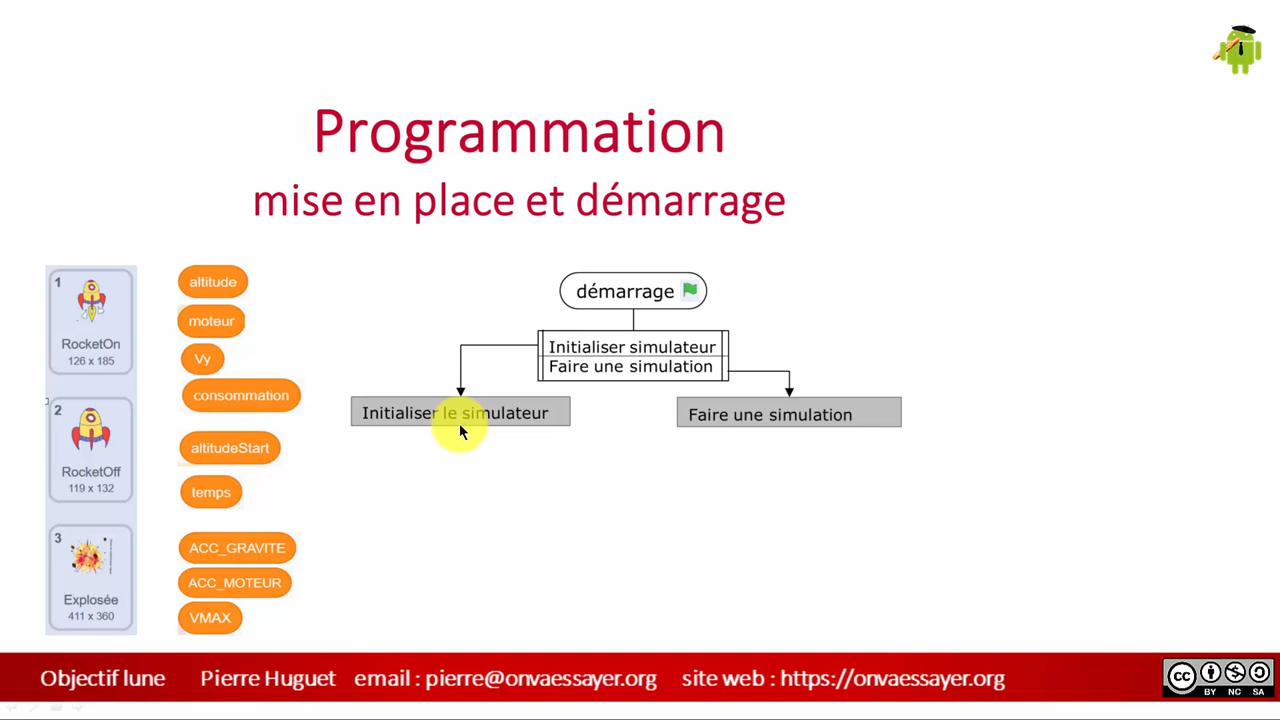 Programmation
mise en place et démarrage
1
RocketOn
126 x 185
2
RocketOff
119 x 132
3
Explosée
411 x 360
altitude
moteur
Vy
consommation
altitudeStart
temps
ACC_GRAVITE
ACC_MOTEUR
VMAX
démarrage
Initialiser simulateur
Faire une simulation
Initialiser le simulateur
Faire une simulation
Objectif lune Pierre Huguet email : pierre@onvaessayer.org site web : https://onvaessayer.org
CC BY NC SA